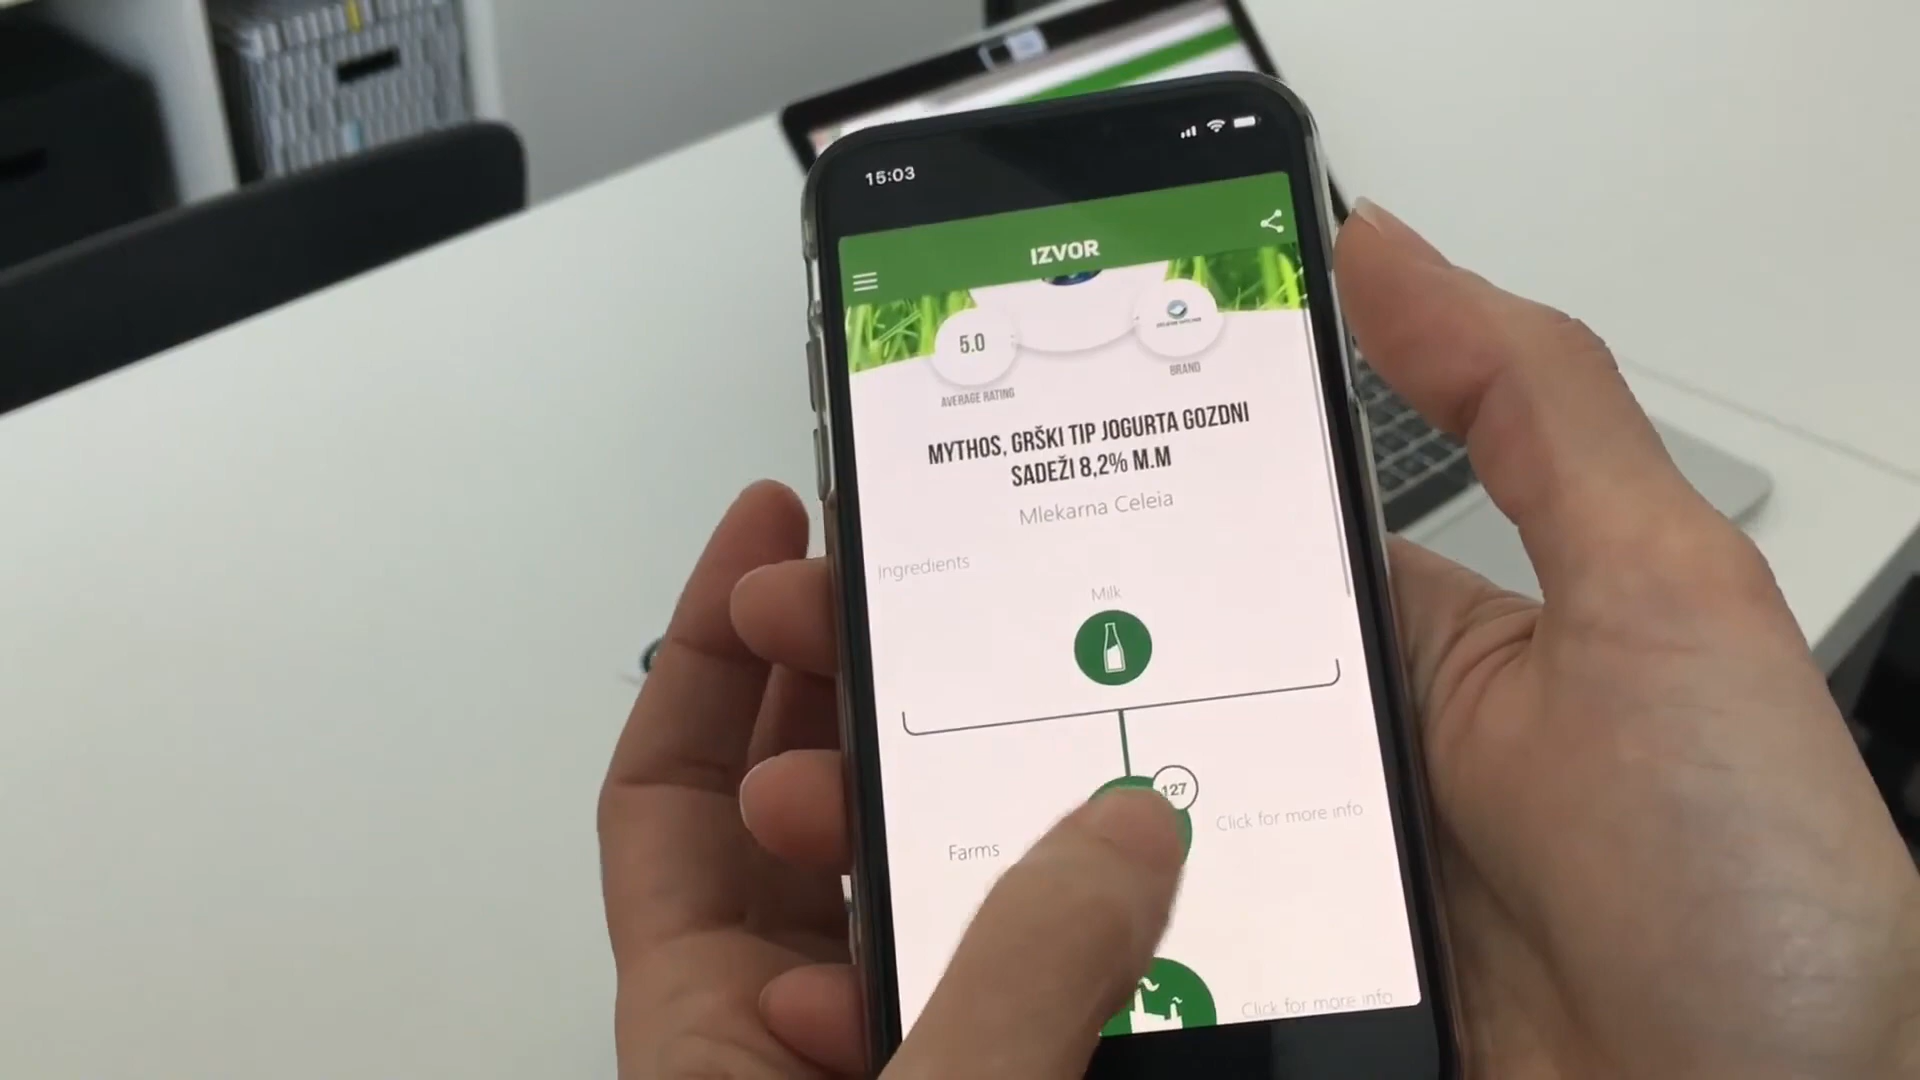 15:03
IZVOR
5.0
AVERAGE RATING
BRAND
MYTHOS, GRŠKI TIP JOGURTA GOZDNI
SADEŽI 8,2% M.M
Mlekarna Celeia
Ingredients
Milk
127
Click for more info
Farms
Click for more info